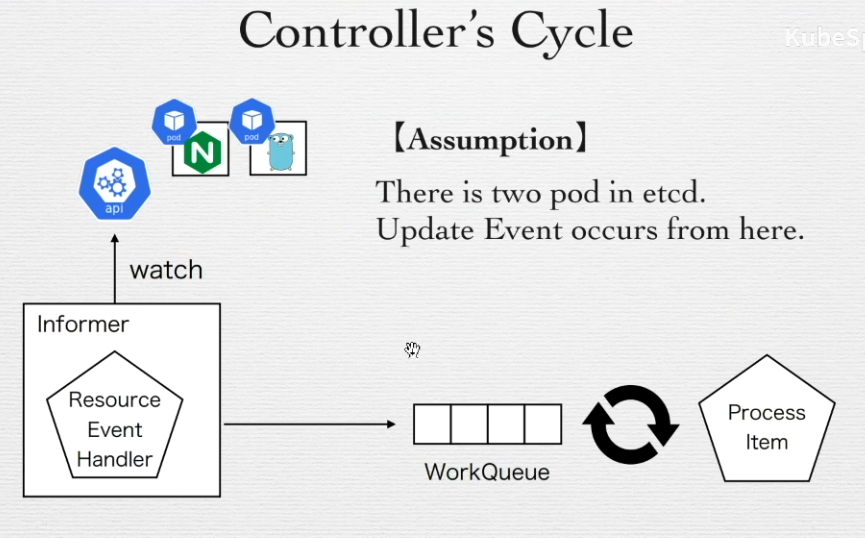 Controller's Cycle
KubeSp
pod
pod
N
api
【Assumption】
There is two pod in etcd.
Update Event occurs from here.
watch
Informer
Resource
Event
Handler
WorkQueue
Process
Item